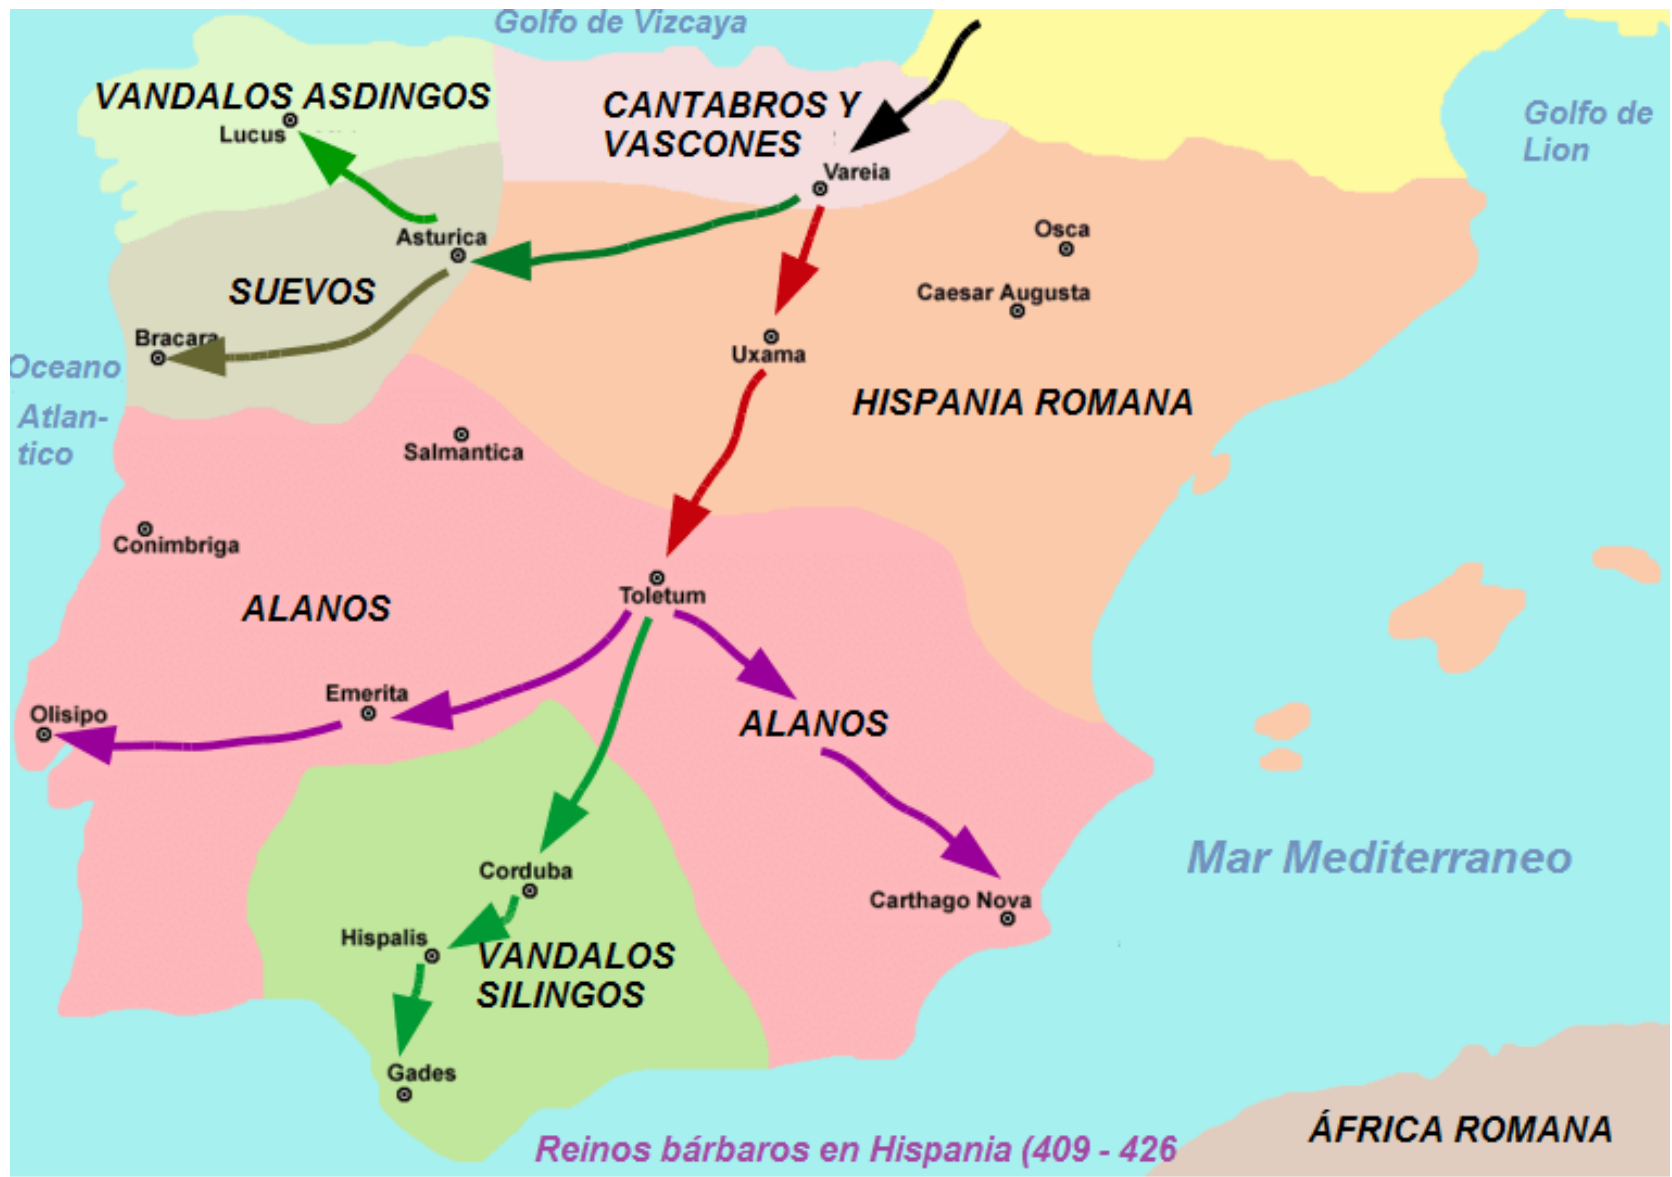 Golfo de Vizcaya
VANDALOS ASDINGOS
Lucus
CANTABROS Y
VASCONES
Vareia
Golfo de
Lion
Asturica
Osca
SUEVOS
Caesar Augusta
Bracara
Uxama
Oceano
Atlan-
tico
HISPANIA ROMANA
Salmantica
Conimbriga
Toletum
ALANOS
Emerita
Olisipo
ALANOS
Mar Mediterraneo
Corduba
Carthago Nova
Hispalis
VANDALOS
SILINGOS
Gades
ÁFRICA ROMANA
Reinos bárbaros en Hispania (409 - 426